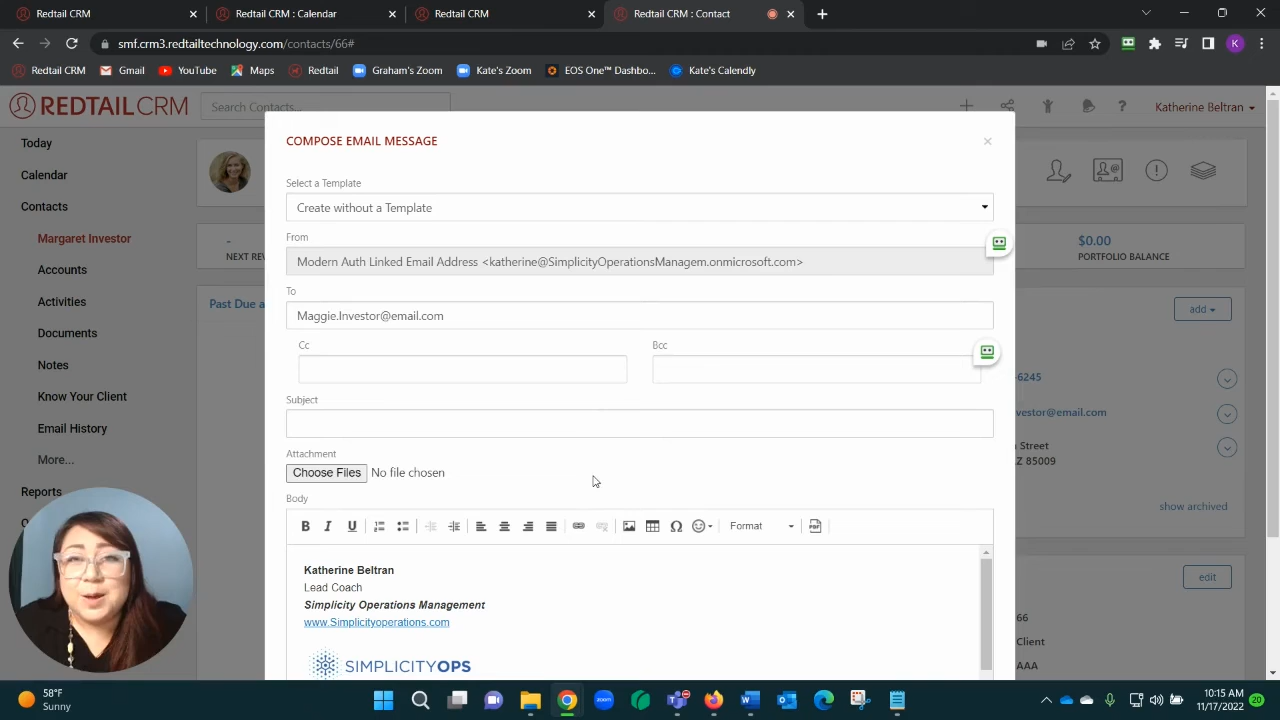 Redtail CRM
Redtail : Calendar
Redtail CRM
Redtail CRM : Contact
smf.crm3.redtailtechnology.com/contacts/66#
K
Redtail CRM
Gmail
YouTube
Maps
Redtail
Graham's Zoom
Kate's Zoom
EOS One™ Dashbo...
Kate's Calendly
REDTAIL CRM
Search Contacts...
Katherine Beltran
Today
Calendar
Contacts
Margaret Investor
Accounts
Activities
Documents
Notes
Know Your Client
Email History
More...
Reports
-
NEXT REV
Past Due a
COMPOSE EMAIL MESSAGE
×
Select a Template
Create without a Template
From
Modern Auth Linked Email Address <katherine@SimplicityOperationsManagem.onmicrosoft.com>
To
Maggie.Investor@email.com
Cc
Bcc
Subject
Attachment
Choose Files No file chosen
Body
B I U
Ω
Format
PDF
Katherine Beltran
Lead Coach
Simplicity Operations Management
www.Simplicityoperations.com
SIMPLICITYOPS
$0.00
PORTFOLIO BALANCE
add
-6245
vestor@email.com
n Street
Z 85009
show archived
edit
66
Client
AAA
58°F
Sunny
zoom
10:15 AM
11/17/2022
20